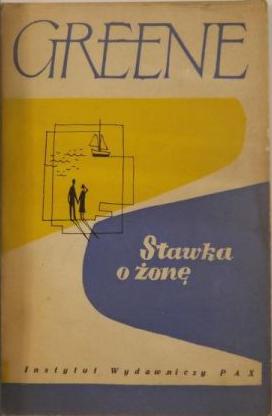 GREENE
Stawka
o żonę
Instytut Wydawniczy PAX